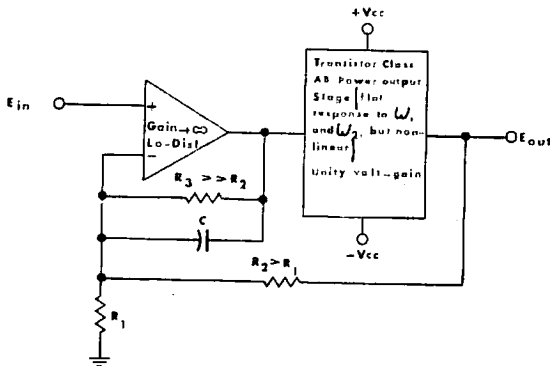 +Vcc
Transistor Class
AB Power output
Stage (flat
response to ω,
and ω2, but non-
linear)
Unity volt-gain
-Vcc
Ein
+
Gain→∞
Lo-Dist
-
R3 >> R2
C
R2 > R1
R1
Eout